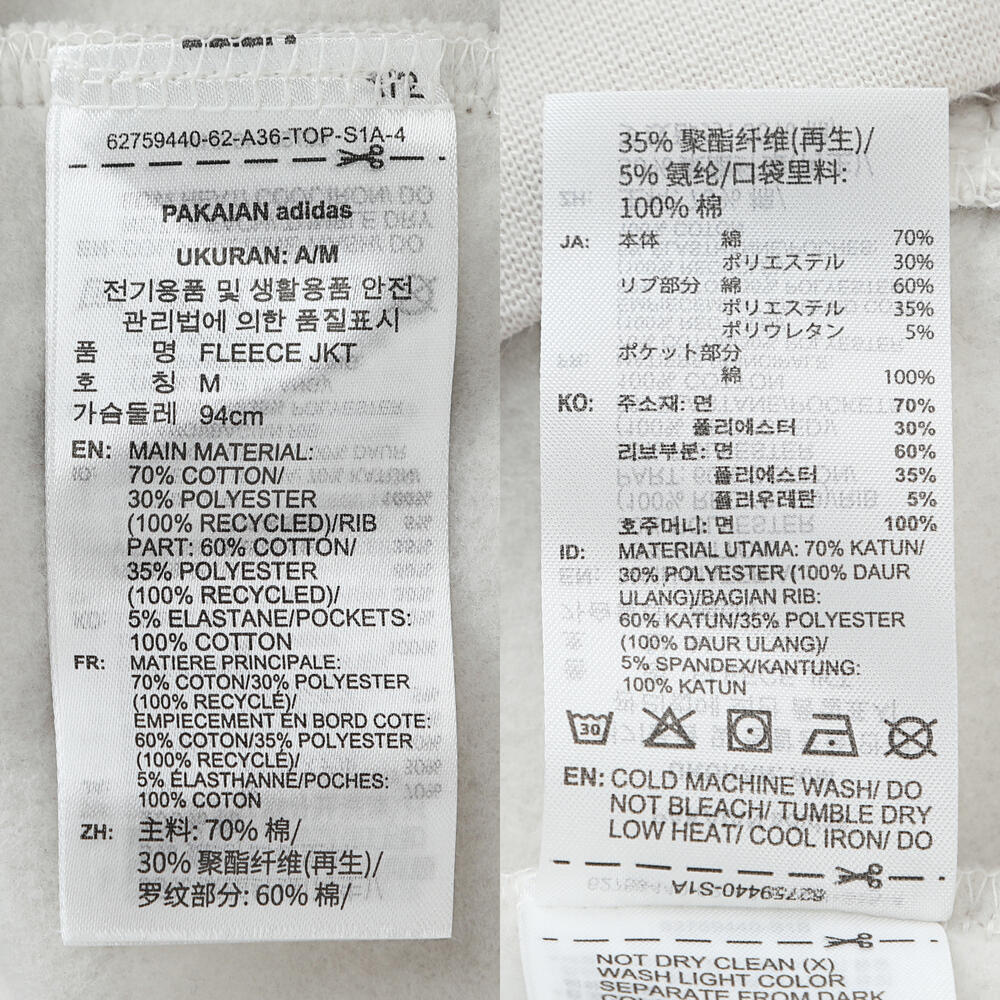 62759440-62-A36-TOP-S1A-4
PAKAIAN adidas
UKURAN: A/M
전기용품 및 생활용품 안전
관리법에 의한 품질표시
품 명 FLEECE JKT
호 칭 M
가슴둘레 94cm
EN: MAIN MATERIAL:
70% COTTON/
30% POLYESTER
(100% RECYCLED)/RIB
PART: 60% COTTON/
35% POLYESTER
(100% RECYCLED)/
5% ELASTANE/POCKETS:
100% COTTON
FR: MATIERE PRINCIPALE:
70% COTON/30% POLYESTER
(100% RECYCLÉ)/
EMPIECEMENT EN BORD COTE:
60% COTON/35% POLYESTER
(100% RECYCLÉ)/
5% ÉLASTHANNE/POCHES:
100% COTON
ZH: 主料: 70% 棉/
30% 聚酯纤维(再生)/
罗纹部分: 60% 棉/
35% 聚酯纤维(再生)/
5% 氨纶/口袋里料:
100% 棉
JA: 本体 綿 70%
ポリエステル 30%
リブ部分 綿 60%
ポリエステル 35%
ポリウレタン 5%
ポケット部分
綿 100%
KO: 주소재: 면 70%
폴리에스터 30%
리브부분: 면 60%
폴리에스터 35%
폴리우레탄 5%
호주머니: 면 100%
ID: MATERIAL UTAMA: 70% KATUN/
30% POLYESTER (100% DAUR
ULANG)/BAGIAN RIB:
60% KATUN/35% POLYESTER
(100% DAUR ULANG)/
5% SPANDEX/KANTUNG:
100% KATUN
30
EN: COLD MACHINE WASH/ DO
NOT BLEACH/ TUMBLE DRY
LOW HEAT/ COOL IRON/ DO
62759440-S1A
NOT DRY CLEAN (X)
WASH LIGHT COLOR
SEPARATE FROM DARK